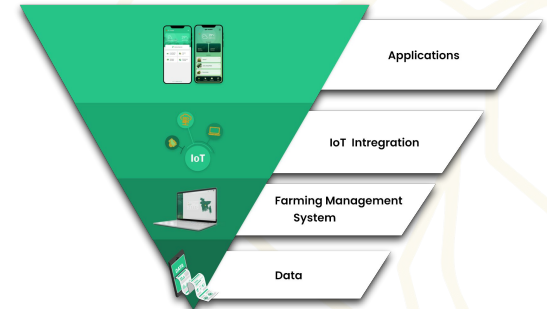 Applications
IoT Intregration
IoT
Farming Management
System
Data